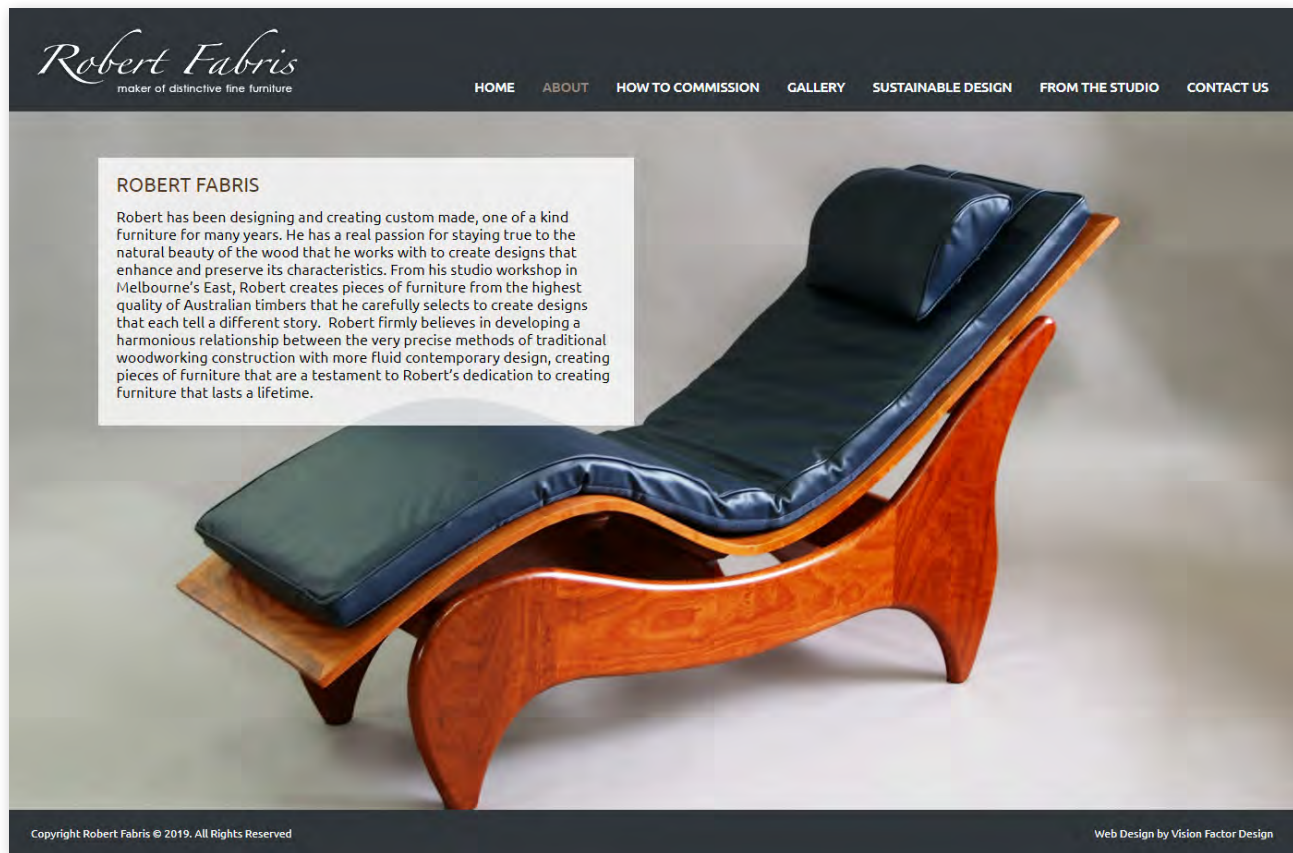 Robert Fabris
maker of distinctive fine furniture
HOME ABOUT HOW TO COMMISSION GALLERY SUSTAINABLE DESIGN FROM THE STUDIO CONTACT US
ROBERT FABRIS
Robert has been designing and creating custom made, one of a kind
furniture for many years. He has a real passion for staying true to the
natural beauty of the wood that he works with to create designs that
enhance and preserve its characteristics. From his studio workshop in
Melbourne's East, Robert creates pieces of furniture from the highest
quality of Australian timbers that he carefully selects to create designs
that each tell a different story.  Robert firmly believes in developing a
harmonious relationship between the very precise methods of traditional
woodworking construction with more fluid contemporary design, creating
pieces of furniture that are a testament to Robert's dedication to creating
furniture that lasts a lifetime.
Copyright Robert Fabris © 2019. All Rights Reserved
Web Design by Vision Factor Design